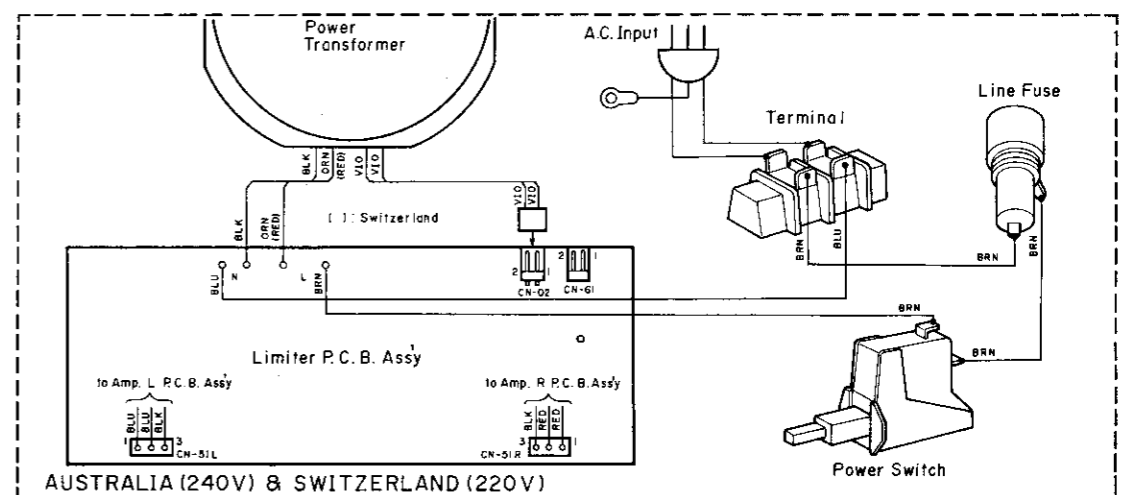 Power
Transformer
A.C. Input
Line Fuse
Terminal
BLK
ORN
(RED)
VIO
VIO
VIO
VIO
( ): Switzerland
BLK
ORN
(RED)
BRN
BLU
BRN
BRN
N
L
BLU
BRN
2
1
CN-02
2
1
CN-61
BRN
BRN
Limiter P.C.B. Ass'y
to Amp. L P.C.B. Ass'y
to Amp. R P.C.B. Ass'y
BLU
BLU
BLK
1
3
CN-51L
BLK
RED
RED
3
1
CN-51R
Power Switch
AUSTRALIA (240V) & SWITZERLAND (220V)